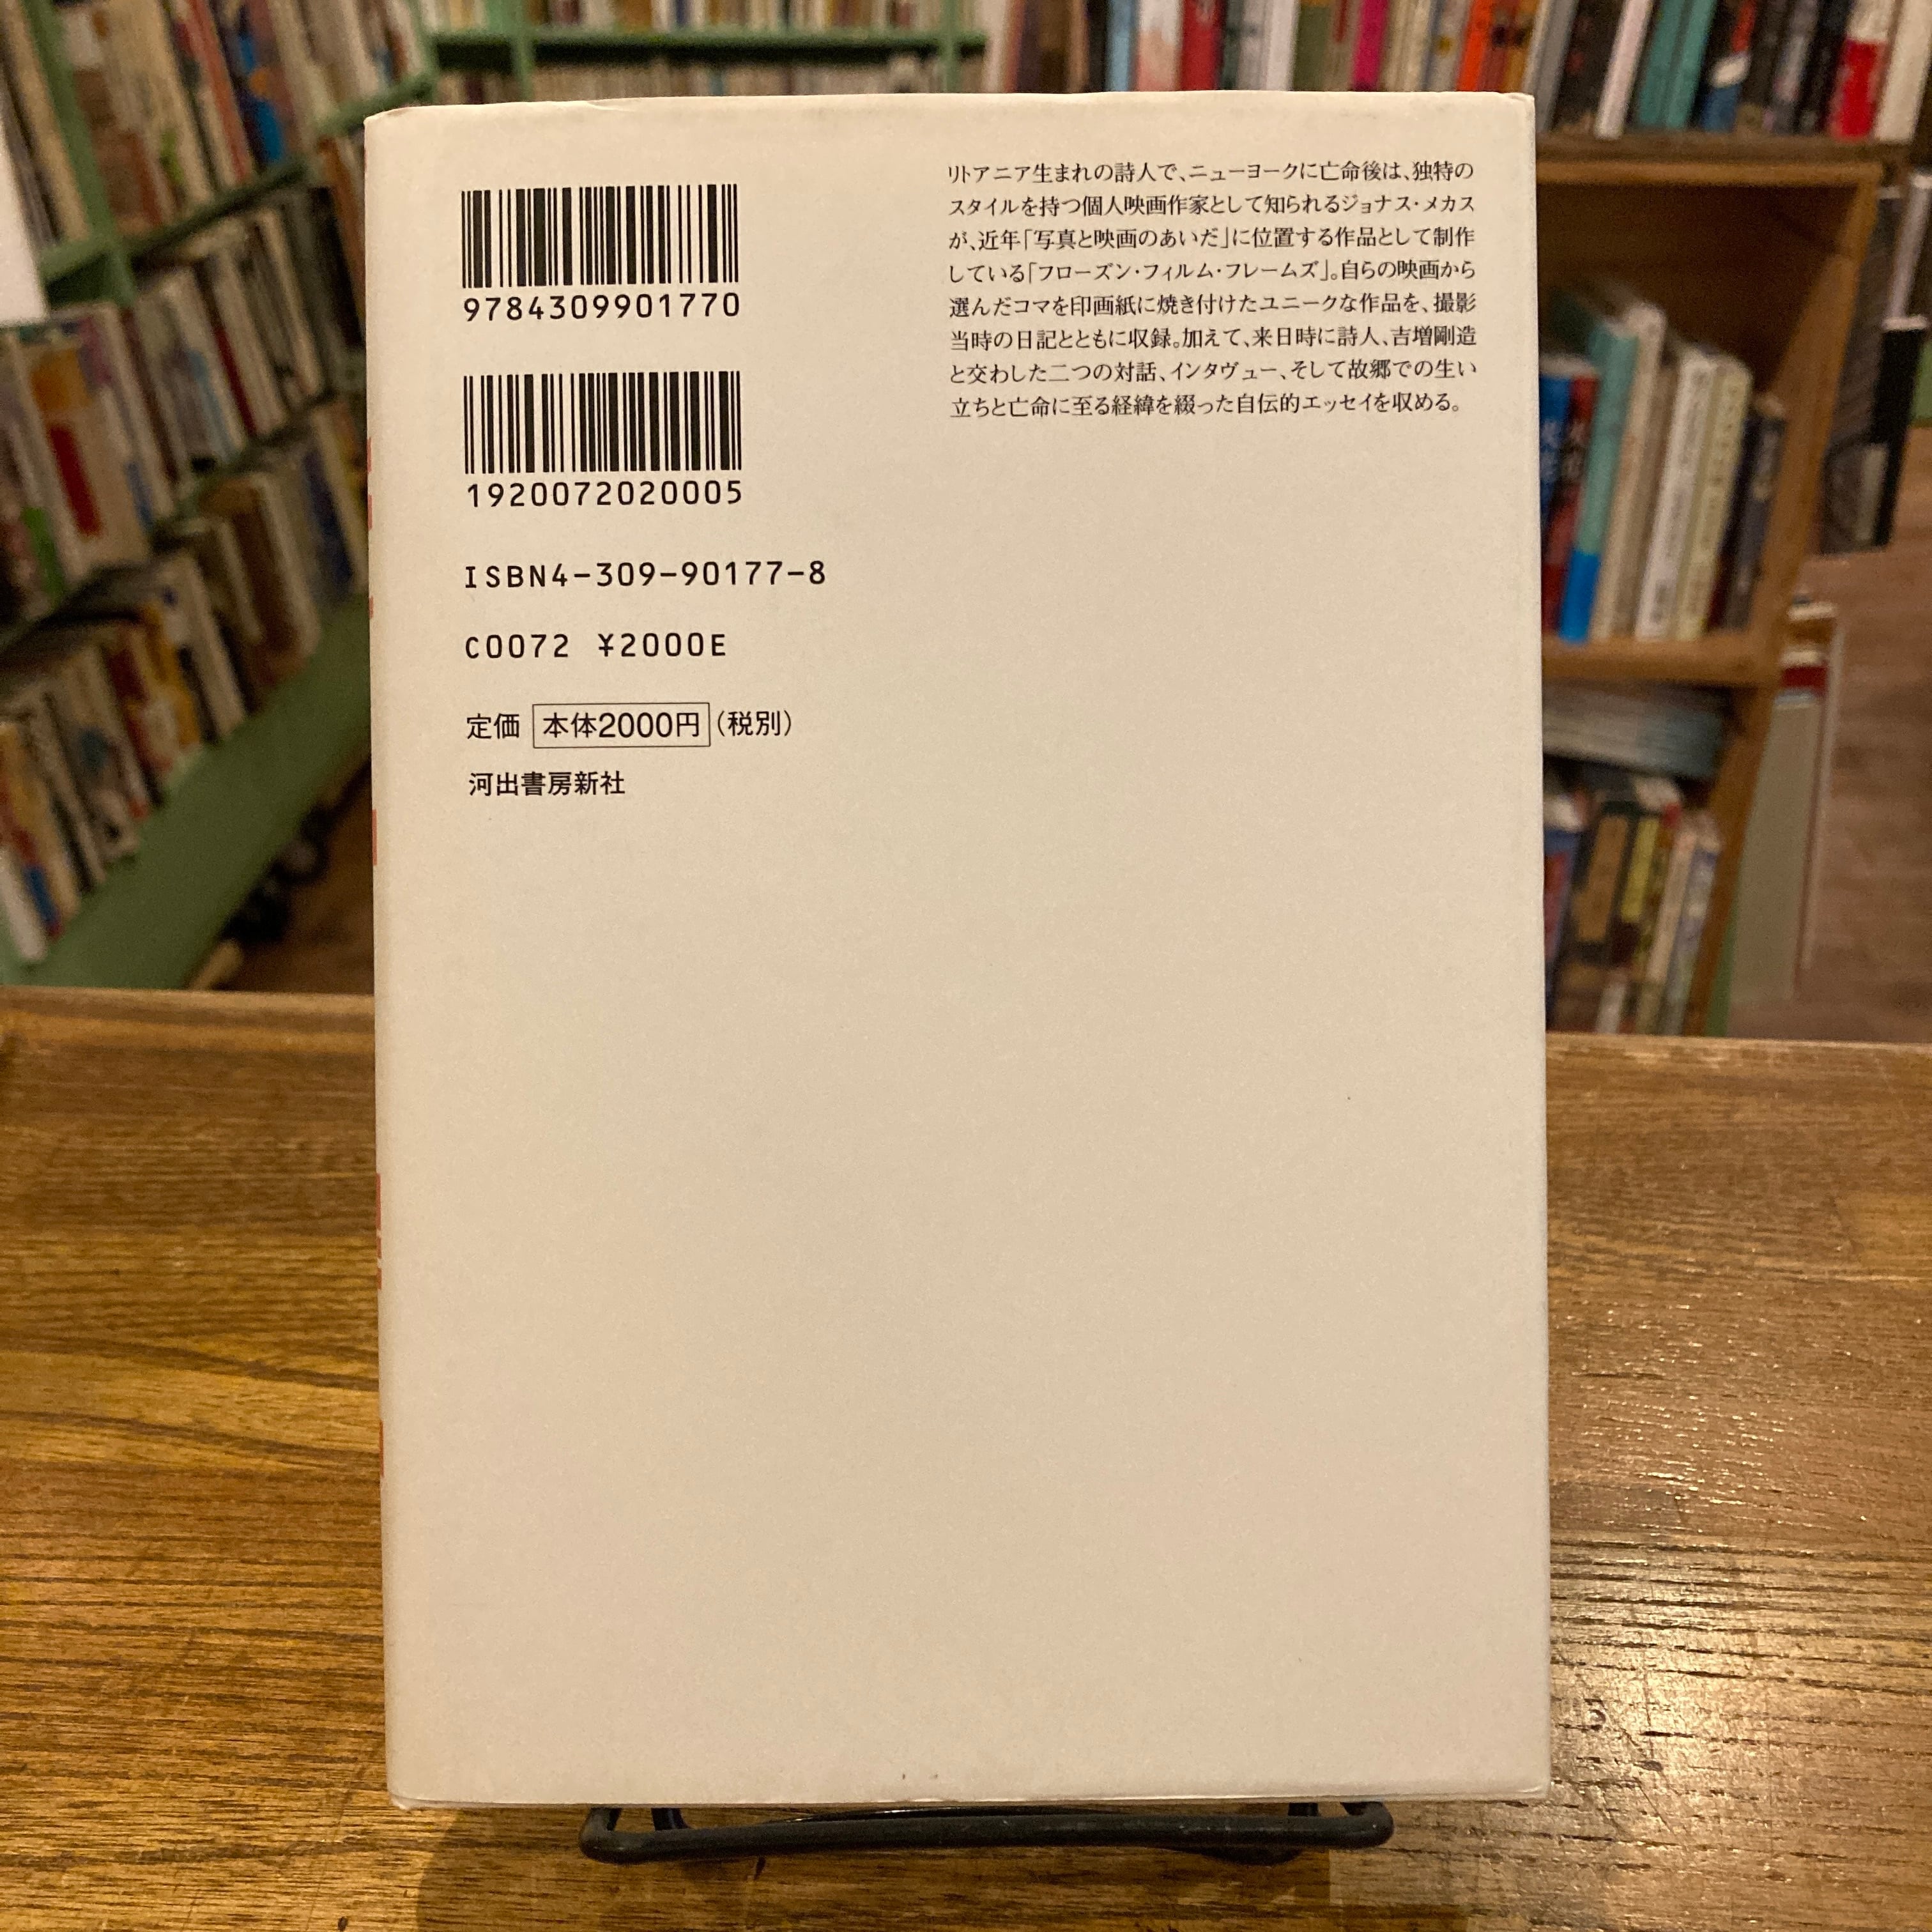 9784309901770
1920072020005
ISBN4-309-90177-8
C0072 ¥2000E
定価 本体2000円(税別)
河出書房新社
リトアニア生まれの詩人で、ニューヨークに亡命後は、独特の
スタイルを持つ個人映画作家として知られるジョナス・メカス
が、近年「写真と映画のあいだ」に位置する作品として制作
している「フローズン・フィルム・フレームズ」。自らの映画から
選んだコマを印画紙に焼き付けたユニークな作品を、撮影
当時の日記とともに収録。加えて、来日時に詩人、吉増剛造
と交わした二つの対話、インタヴュー、そして故郷での生い
立ちと亡命に至る経緯を綴った自伝的エッセイを収める。